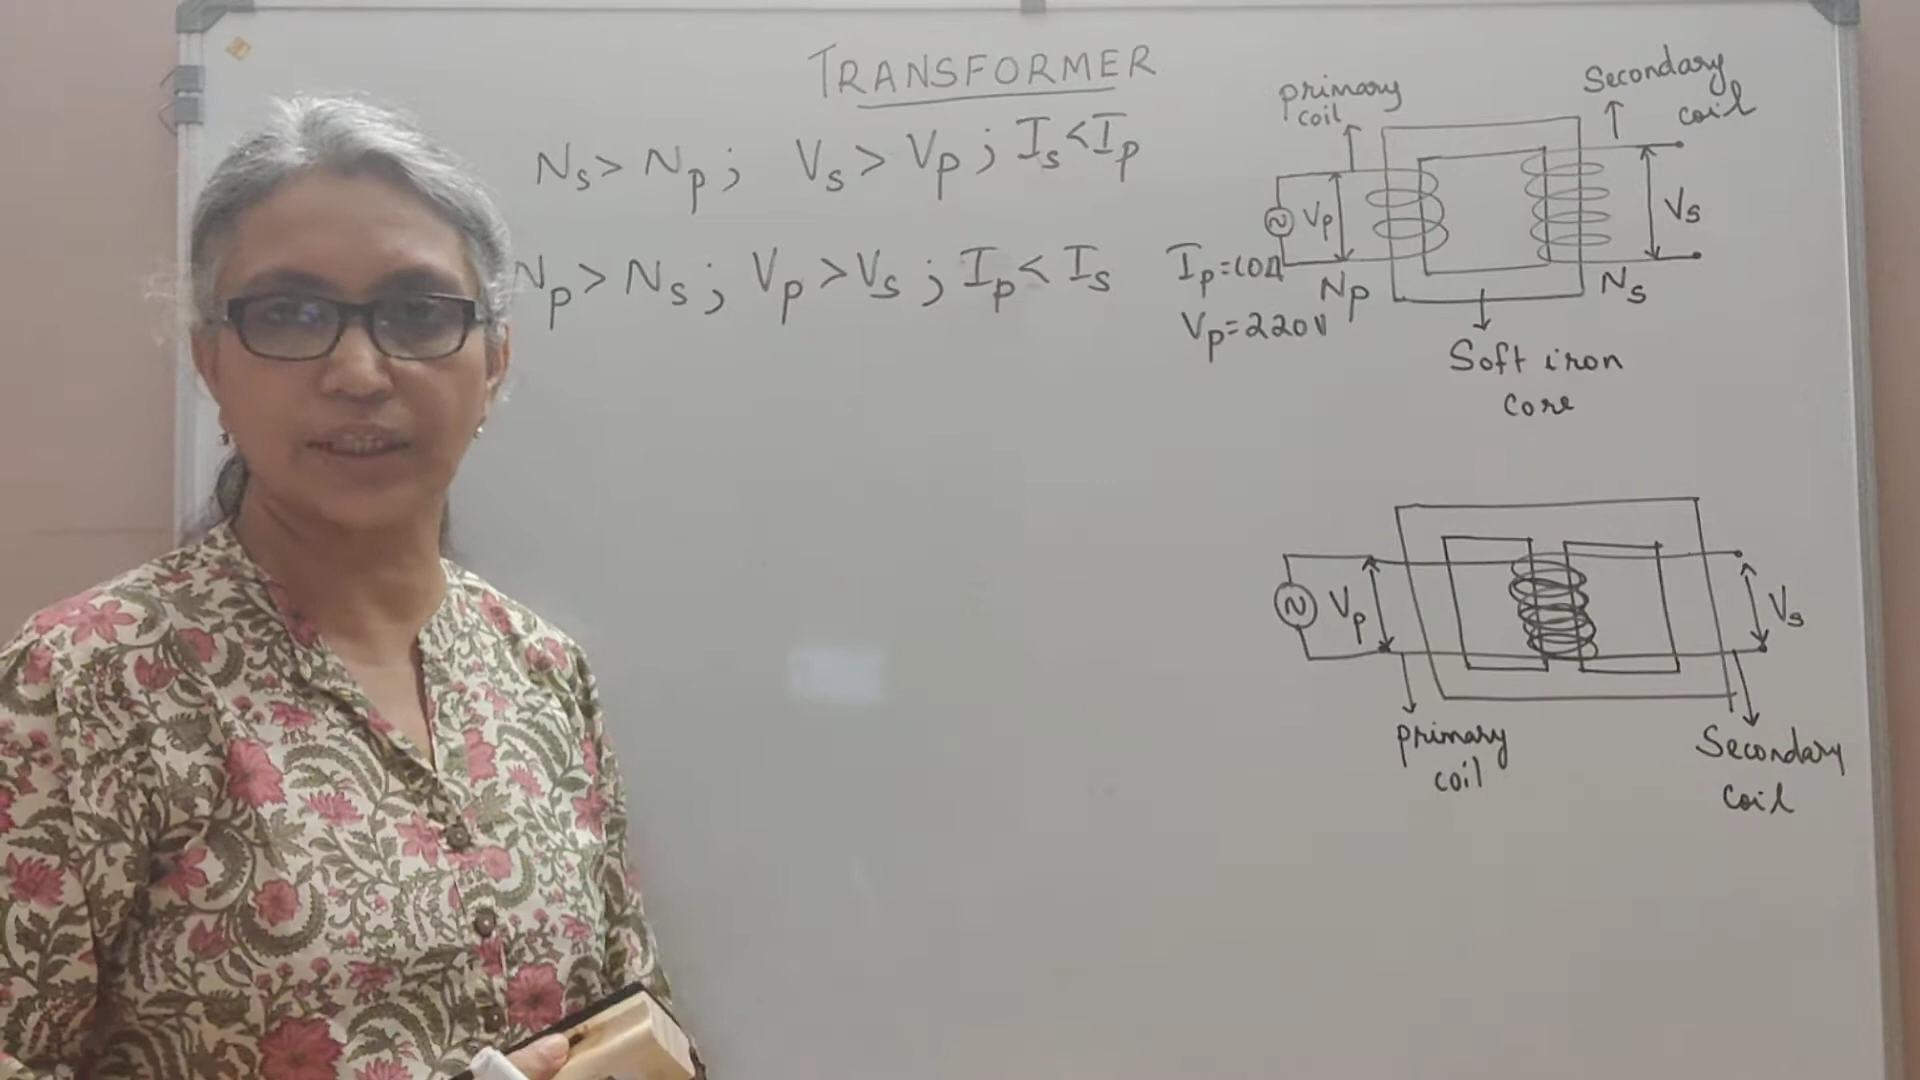 TRANSFORMER
Ns > Np ; Vs > Vp ; Is < Ip
Np > Ns ; Vp > Vs ; Ip < Is
Ip = 10A
Vp = 220V
primary
coil
Secondary
coil
Vp
Vs
Np
Ns
Soft iron
core
Vp
Vs
primary
coil
Secondary
coil